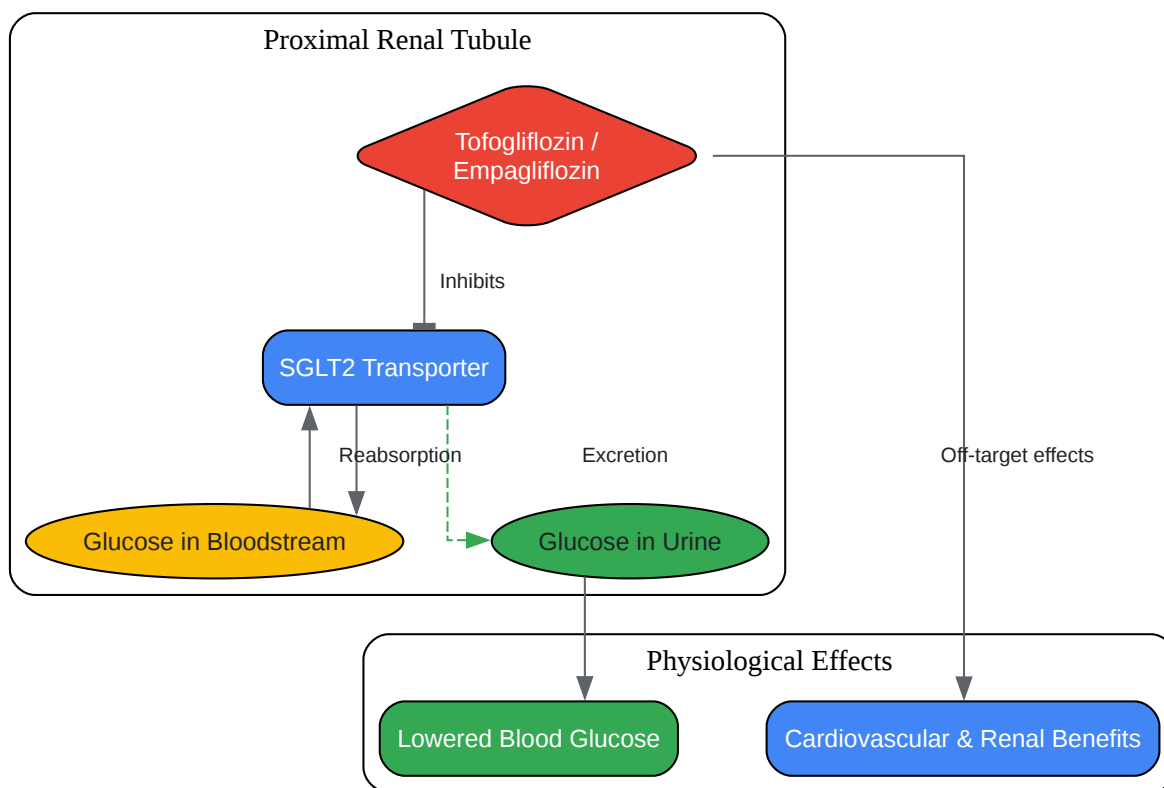 Proximal Renal Tubule
Tofogliflozin /
Empagliflozin
Inhibits
SGLT2 Transporter
Reabsorption
Excretion
Off-target effects
Glucose in Bloodstream
Glucose in Urine
Physiological Effects
Lowered Blood Glucose
Cardiovascular & Renal Benefits